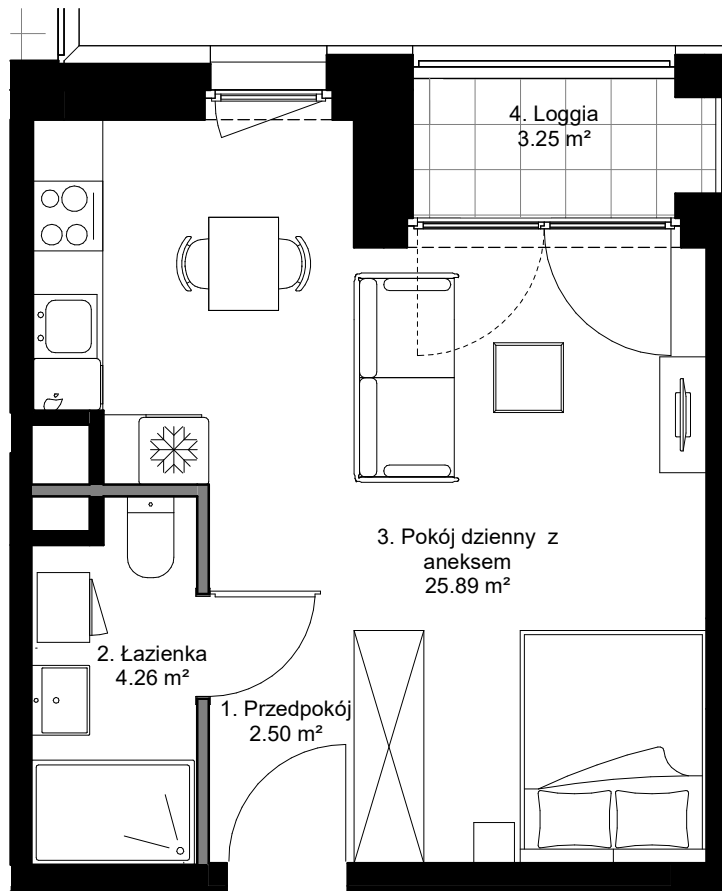 4. Loggia
3.25 m²
3. Pokój dzienny z
aneksem
25.89 m²
2. Łazienka
4.26 m²
1. Przedpokój
2.50 m²